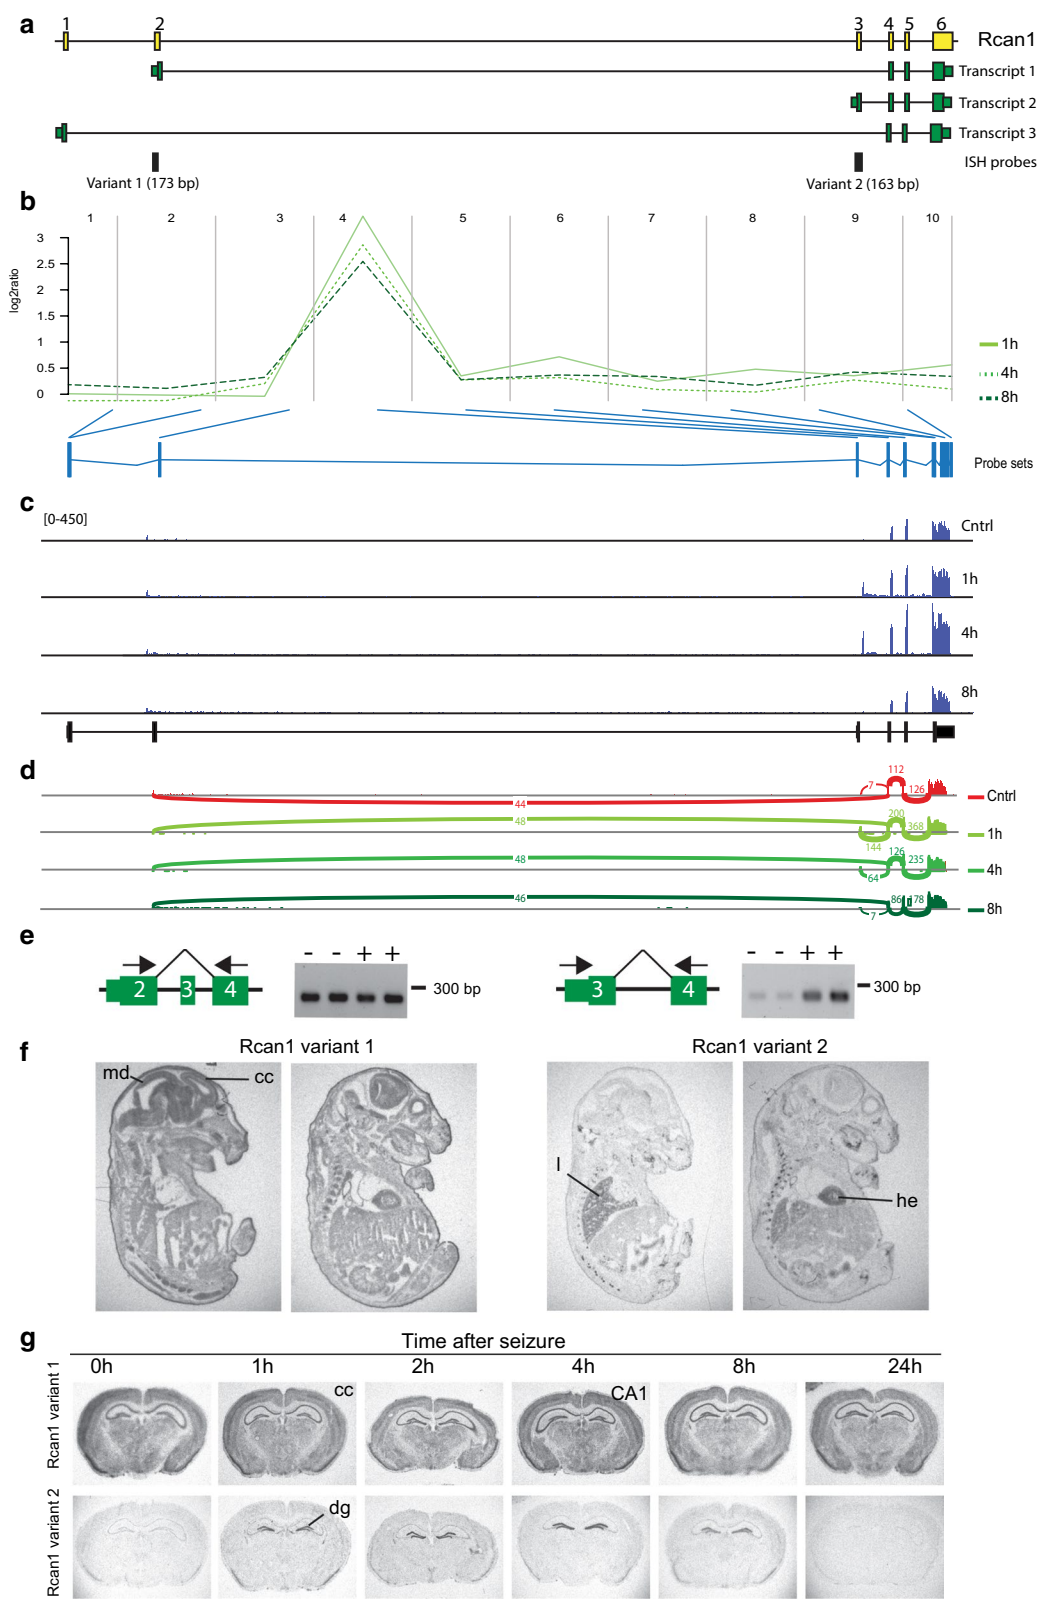 a
1 2 3 4 5 6 Rcan1
Transcript 1
Transcript 2
Transcript 3
ISH probes
Variant 1 (173 bp) Variant 2 (163 bp)
b
1 2 3 4 5 6 7 8 9 10
3
2.5
2
1.5
1
0.5
0
log2ratio
1h
4h
8h
Probe sets
c
[0-450]
Cntrl
1h
4h
8h
d
112
7 126
44
Cntrl
200
48 368
144
1h
126
48 235
64
4h
46 86 178
7
8h
e
- - + + - - + +
2 3 4 300 bp 3 4 300 bp
f
Rcan1 variant 1 Rcan1 variant 2
md cc
l he
g
Time after seizure
0h 1h 2h 4h 8h 24h
Rcan1 variant 1
cc CA1
Rcan1 variant 2
dg